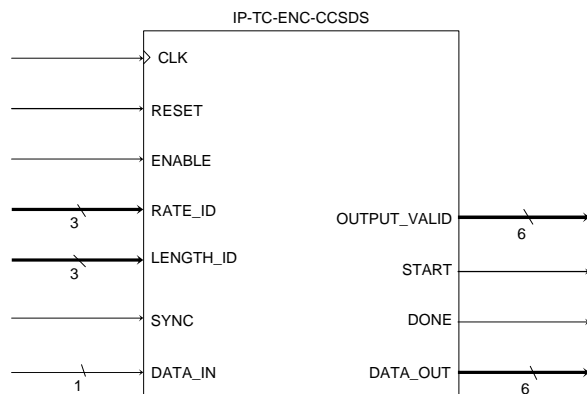 IP-TC-ENC-CCSDS
CLK
RESET
ENABLE
RATE_ID
3
LENGTH_ID
3
SYNC
DATA_IN
1
OUTPUT_VALID
6
START
DONE
DATA_OUT
6